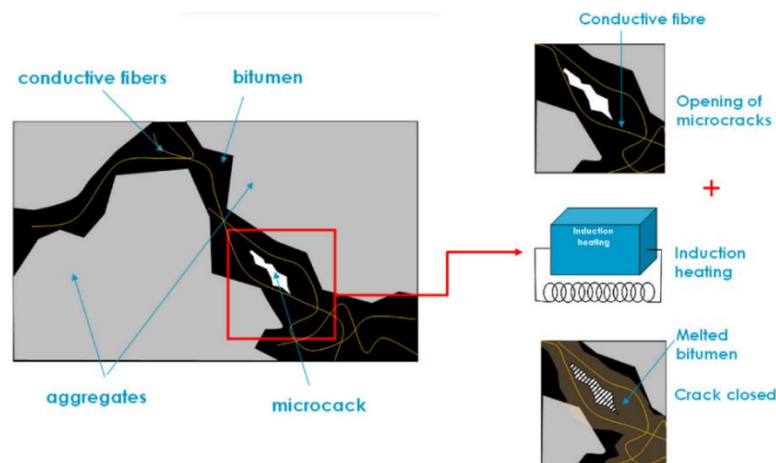 conductive fibers
bitumen
aggregates
microcack
Conductive fibre
Opening of
microcracks
+
Induction
heating
Induction
heating
Melted
bitumen
Crack closed